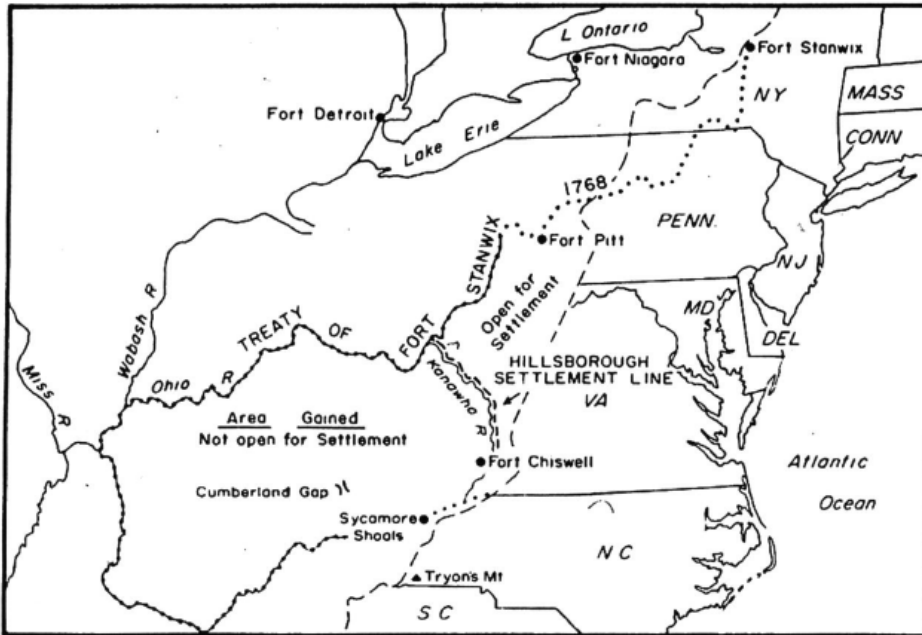 L Ontario
Fort Stanwix
Fort Niagara
NY
MASS
Fort Detroit
Lake Erie
CONN
1768
PENN.
Fort Pitt
NJ
TREATY OF FORT STANWIX
Open for
Settlement
MD
DEL
Wabash R
Miss R
Ohio R
Kanawha R
HILLSBOROUGH
SETTLEMENT LINE
VA
Area Gained
Not open for Settlement
Fort Chiswell
Atlantic
Ocean
Cumberland Gap
Sycamore
Shoals
NC
Tryon's Mt
SC